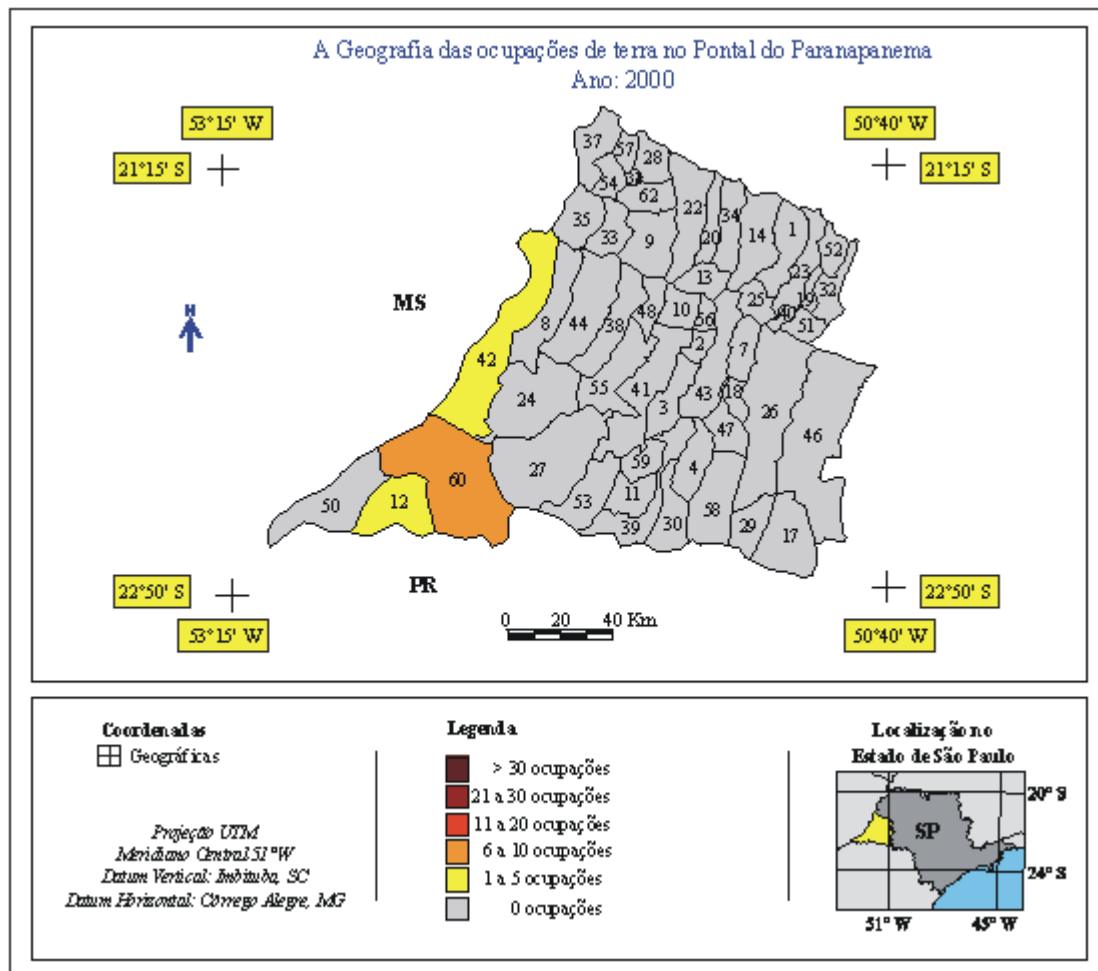 A Geografia das ocupações de terra no Pontal do Paranapanema
Ano: 2000
53°15' W
50°40' W
21°15' S
21°15' S
37
57
28
54
62
35
33
9
22
20
34
14
1
52
23
32
19
13
25
40
51
MS
N
42
8
44
38
48
10
56
2
7
24
55
41
3
43
18
26
46
47
27
59
4
60
50
12
53
11
39
30
58
29
17
PR
22°50' S
22°50' S
53°15' W
50°40' W
0 20 40 Km
Coordenadas
Geográficas
Projeção UTM
Meridiano Central 51°W
Datum Vertical: Imbituba, SC
Datum Horizontal: Córrego Alegre, MG
Legenda
> 30 ocupações
21 a 30 ocupações
11 a 20 ocupações
6 a 10 ocupações
1 a 5 ocupações
0 ocupações
Localização no
Estado de São Paulo
20° S
SP
24° S
51° W
45° W